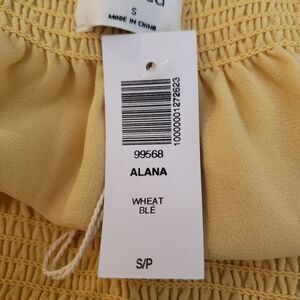 S
MADE IN CHINA
10000001272623
99568
ALANA
WHEAT
BLÉ
S/P